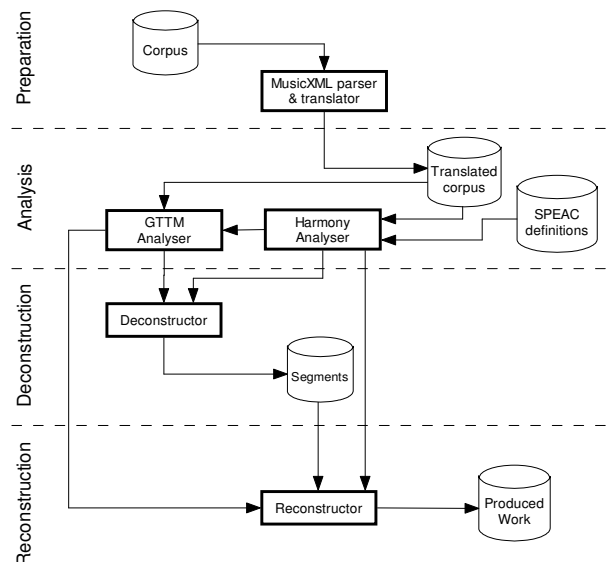 Preparation
Corpus
MusicXML parser
& translator
Analysis
Translated
corpus
SPEAC
definitions
GTTM
Analyser
Harmony
Analyser
Deconstruction
Deconstructor
Segments
Reconstruction
Reconstructor
Produced
Work